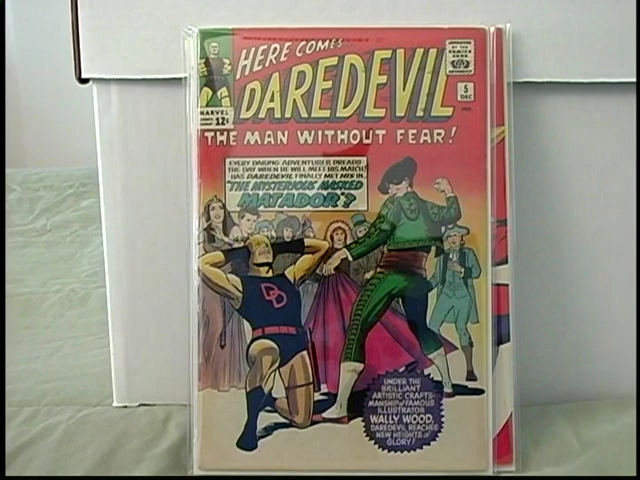 HERE COMES...
DAREDEVIL
THE MAN WITHOUT FEAR!
MARVEL
COMICS GROUP
12¢
APPROVED
BY THE
COMICS
CODE
AUTHORITY
5
DEC
EVERY DARING ADVENTURER DREADS
THE DAY WHEN HE WILL MEET HIS MATCH!
HAS DAREDEVIL FINALLY MET HIS IN...
"THE MYSTERIOUS MASKED
MATADOR"?
DD
UNDER THE
BRILLIANT
ARTISTIC CRAFTS-
MANSHIP OF FAMOUS
ILLUSTRATOR
WALLY WOOD,
DAREDEVIL REACHES
NEW HEIGHTS OF
GLORY!